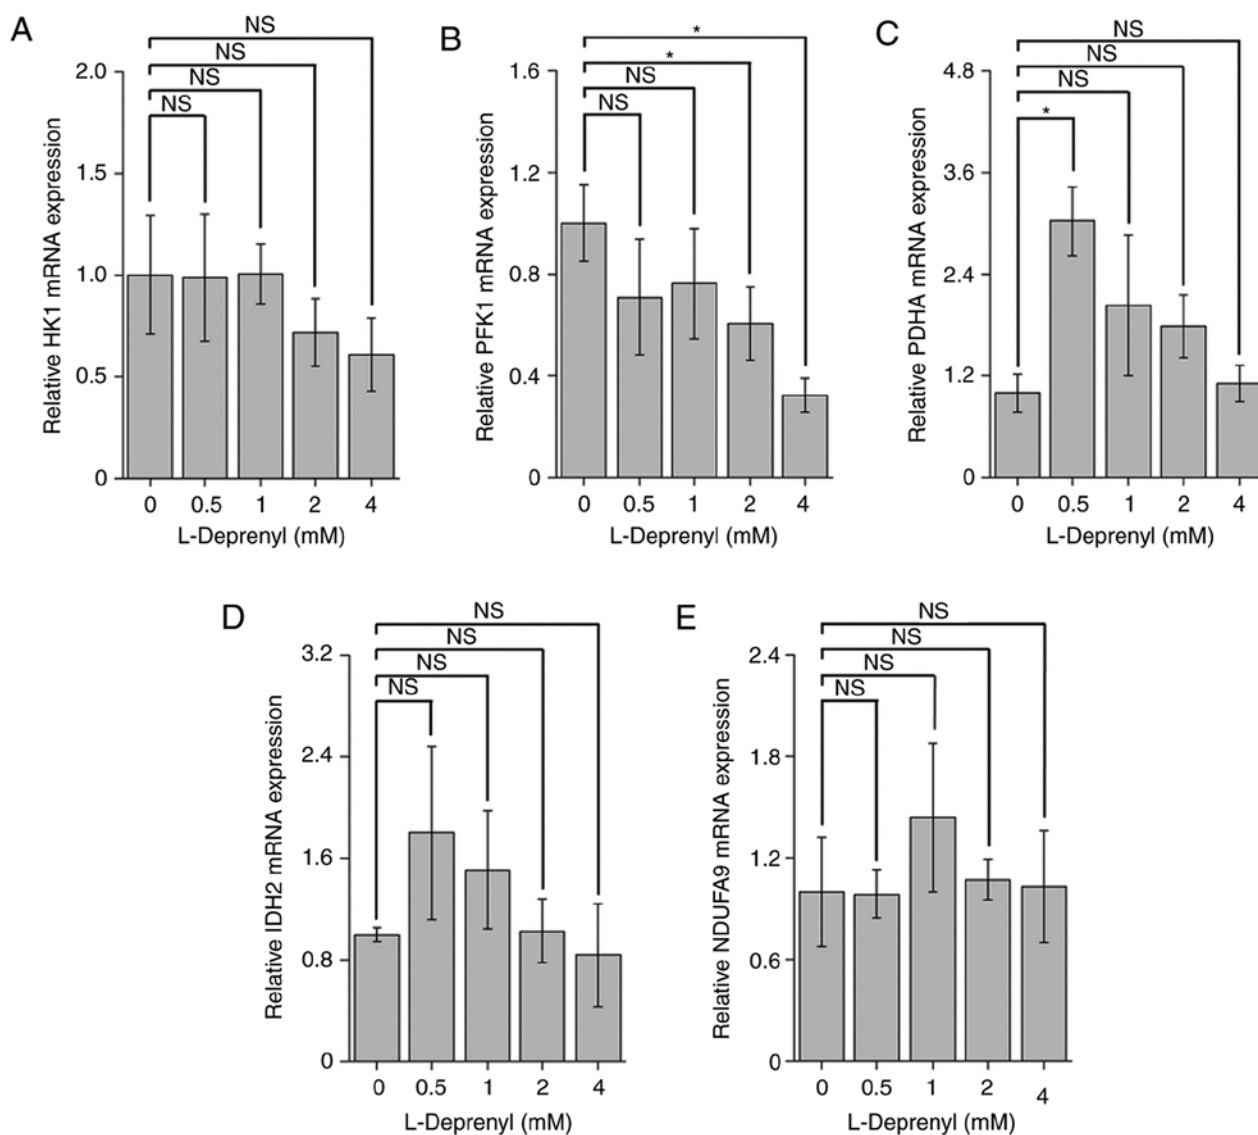 A
NS
NS
NS
NS
2.0
1.5
1.0
0.5
0
Relative HK1 mRNA expression
0 0.5 1 2 4
L-Deprenyl (mM)
B
*
*
NS
NS
1.6
1.2
0.8
0.4
0
Relative PFK1 mRNA expression
0 0.5 1 2 4
L-Deprenyl (mM)
C
NS
NS
NS
*
4.8
3.6
2.4
1.2
0
Relative PDHA mRNA expression
0 0.5 1 2 4
L-Deprenyl (mM)
D
NS
NS
NS
NS
3.2
2.4
1.6
0.8
0
Relative IDH2 mRNA expression
0 0.5 1 2 4
L-Deprenyl (mM)
E
NS
NS
NS
NS
2.4
1.8
1.2
0.6
0
Relative NDUFA9 mRNA expression
0 0.5 1 2 4
L-Deprenyl (mM)